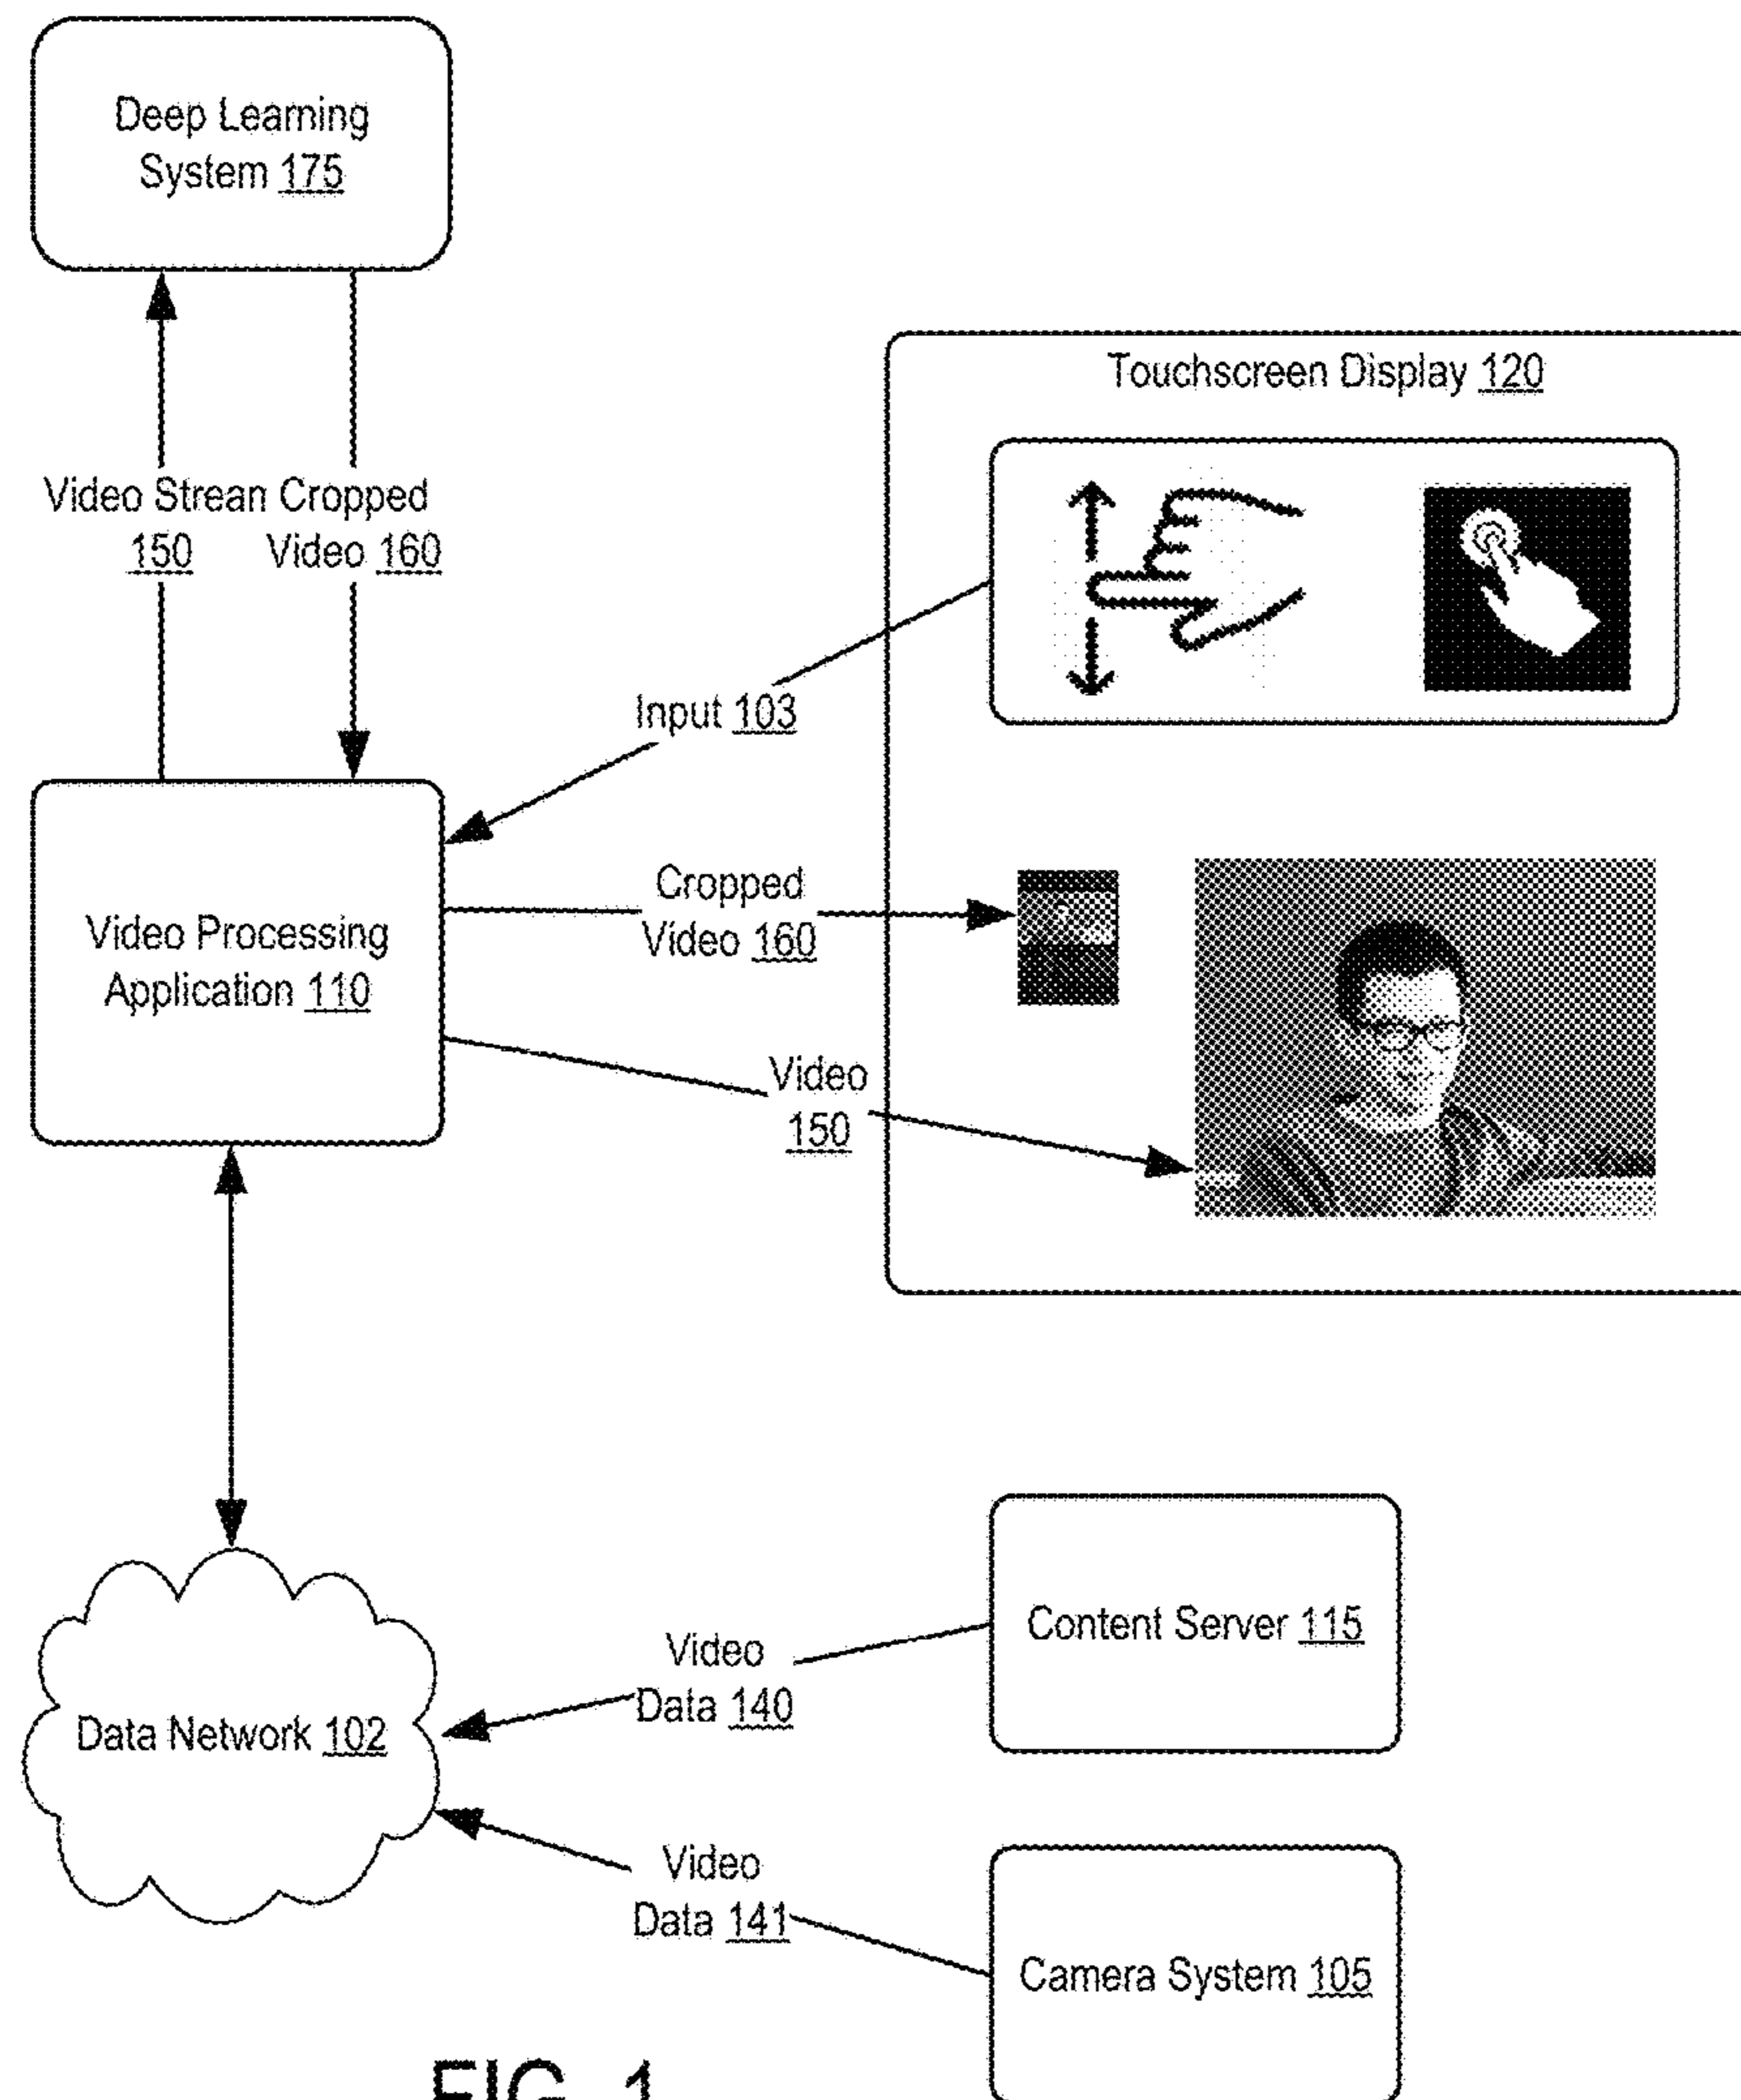 Deep Learning
System 175
Video Strean Cropped
150 Video 160
Touchscreen Display 120
Input 103
Video Processing
Application 110
Cropped
Video 160
Video
150
Data Network 102
Video
Data 140
Content Server 115
Video
Data 141
Camera System 105
FIG. 1